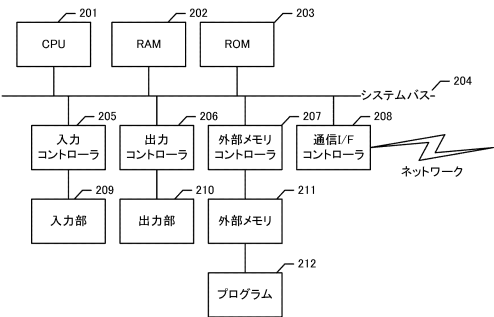 201
202
203
CPU
RAM
ROM
204
システムバス
205
206
207
208
入力
コントローラ
出力
コントローラ
外部メモリ
コントローラ
通信I/F
コントローラ
ネットワーク
209
210
211
入力部
出力部
外部メモリ
212
プログラム